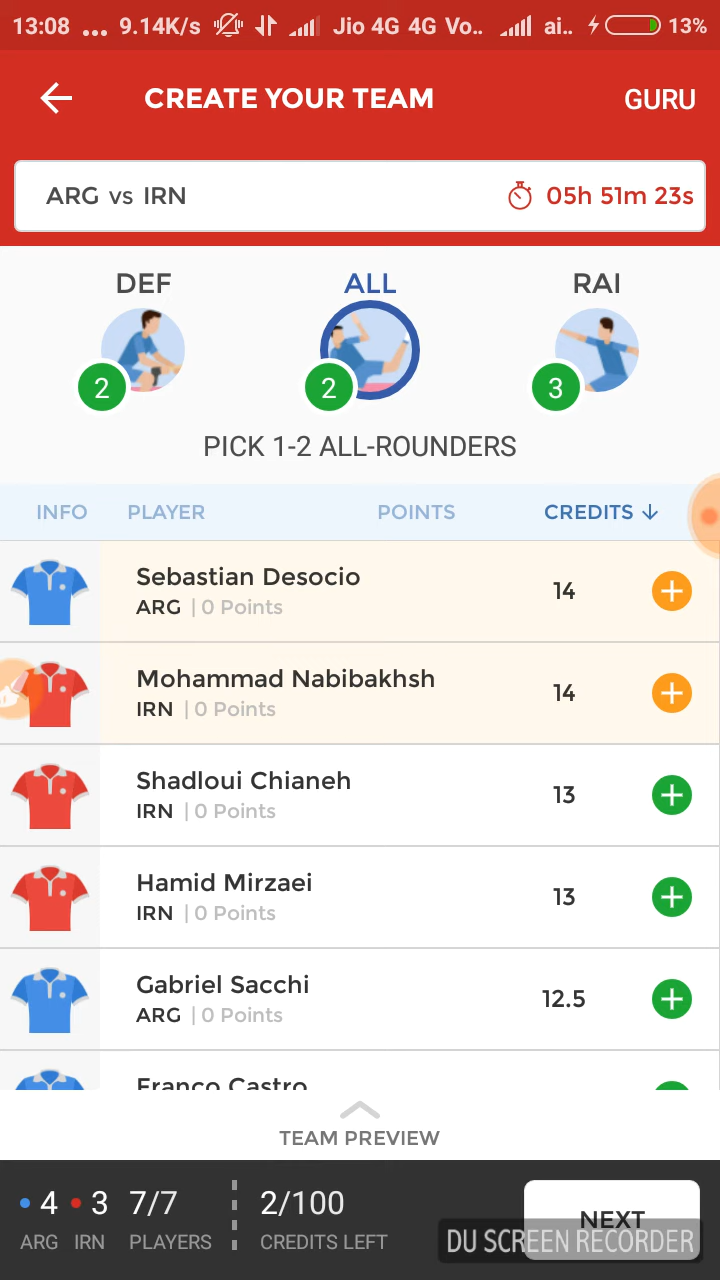 13:08 ... 9.14K/s Jio 4G 4G Vo.. ai.. 13%
CREATE YOUR TEAM GURU
ARG vs IRN 05h 51m 23s
DEF ALL RAI
2 2 3
PICK 1-2 ALL-ROUNDERS
INFO PLAYER POINTS CREDITS ↓
Sebastian Desocio
ARG | 0 Points 14
Mohammad Nabibakhsh
IRN | 0 Points 14
Shadloui Chianeh
IRN | 0 Points 13
Hamid Mirzaei
IRN | 0 Points 13
Gabriel Sacchi
ARG | 0 Points 12.5
Franco Castro
TEAM PREVIEW
4 3 7/7 2/100 NEXT
ARG IRN PLAYERS CREDITS LEFT
DU SCREEN RECORDER